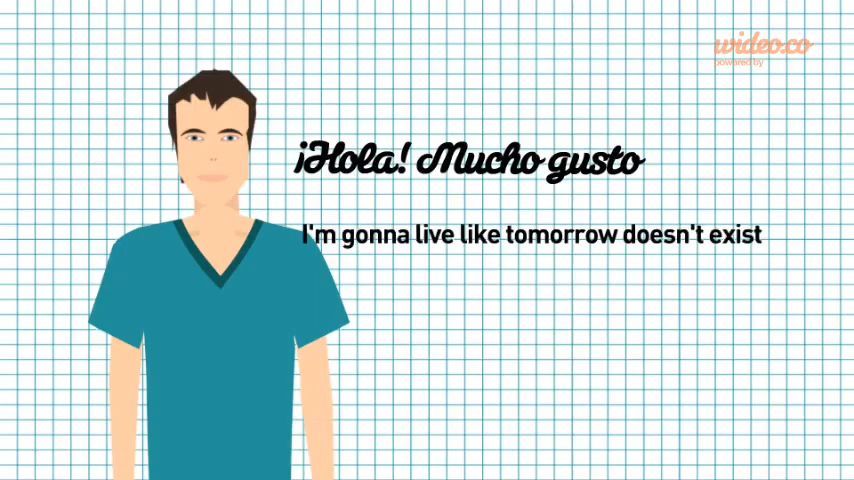 wideo.co
powered by
¡Hola! Mucho gusto
I'm gonna live like tomorrow doesn't exist